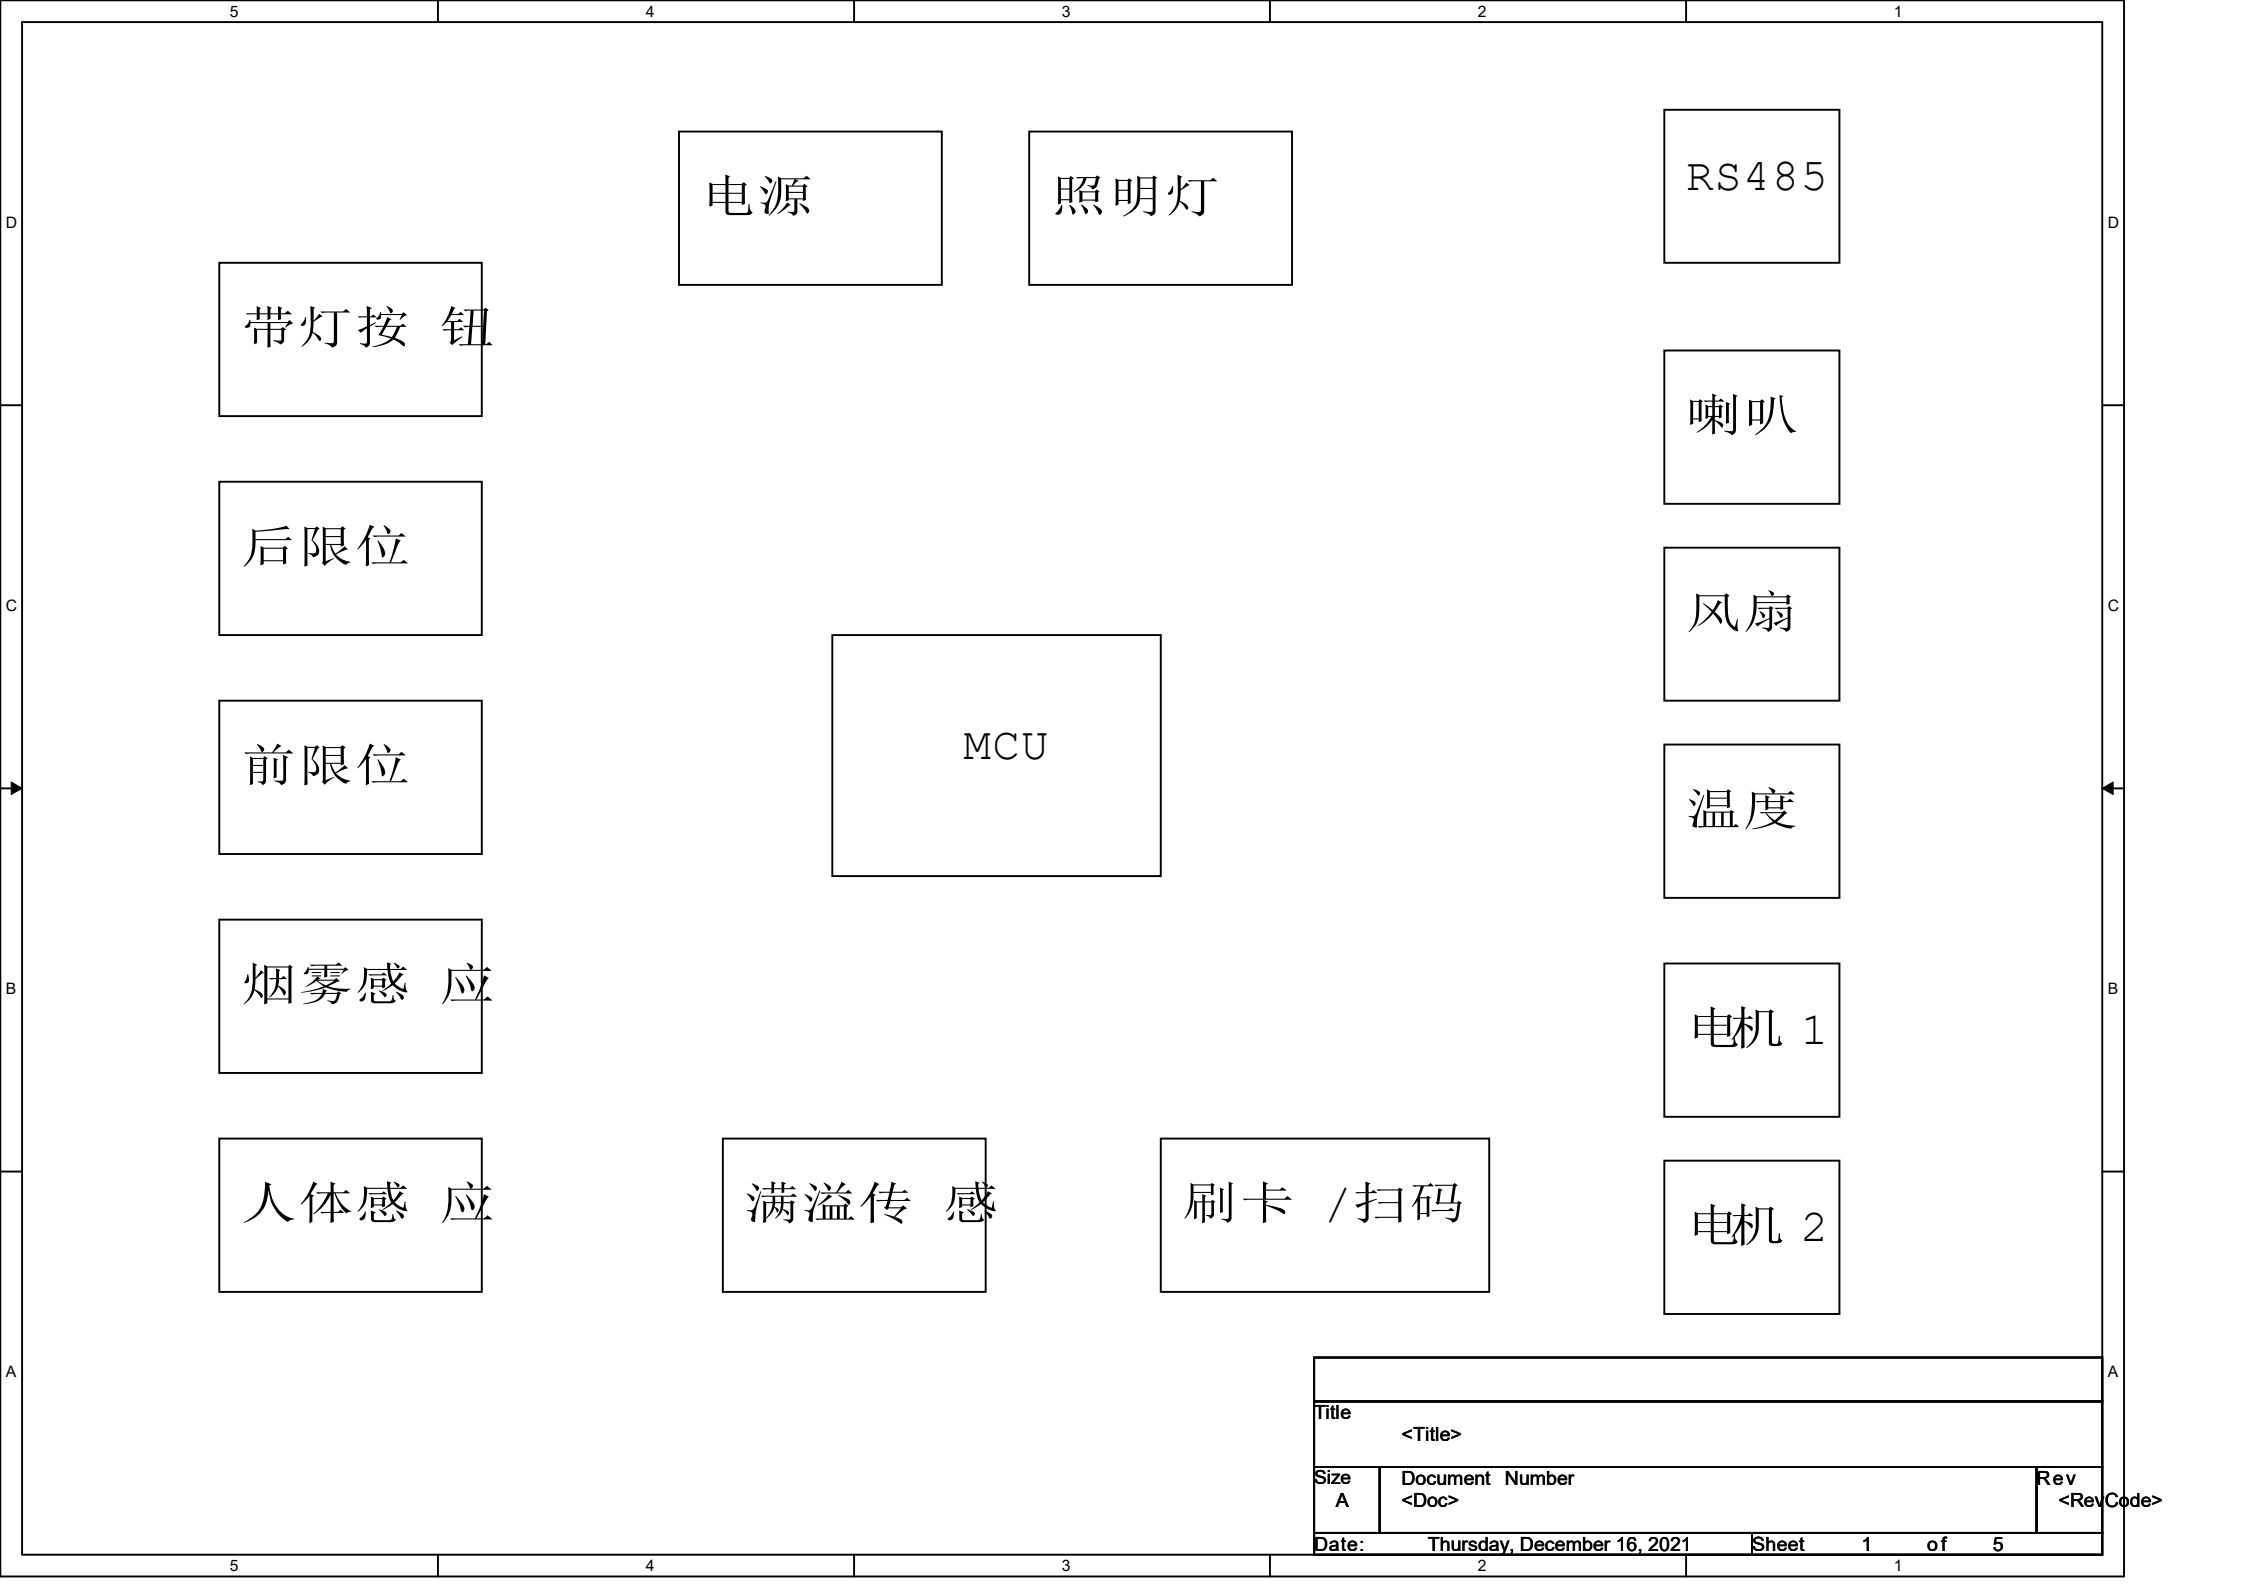 5 4 3 2 1
D D
C C
B B
A A
电源
照明灯
RS485
带灯按 钮
喇叭
后限位
风扇
前限位
MCU
温度
烟雾感 应
电机 1
人体感 应
满溢传 感
刷卡 /扫码
电机 2
Title
<Title>
Size
Document Number
Rev
A
<Doc>
<RevCode>
Date: Thursday, December 16, 2021 Sheet 1 of 5
5 4 3 2 1